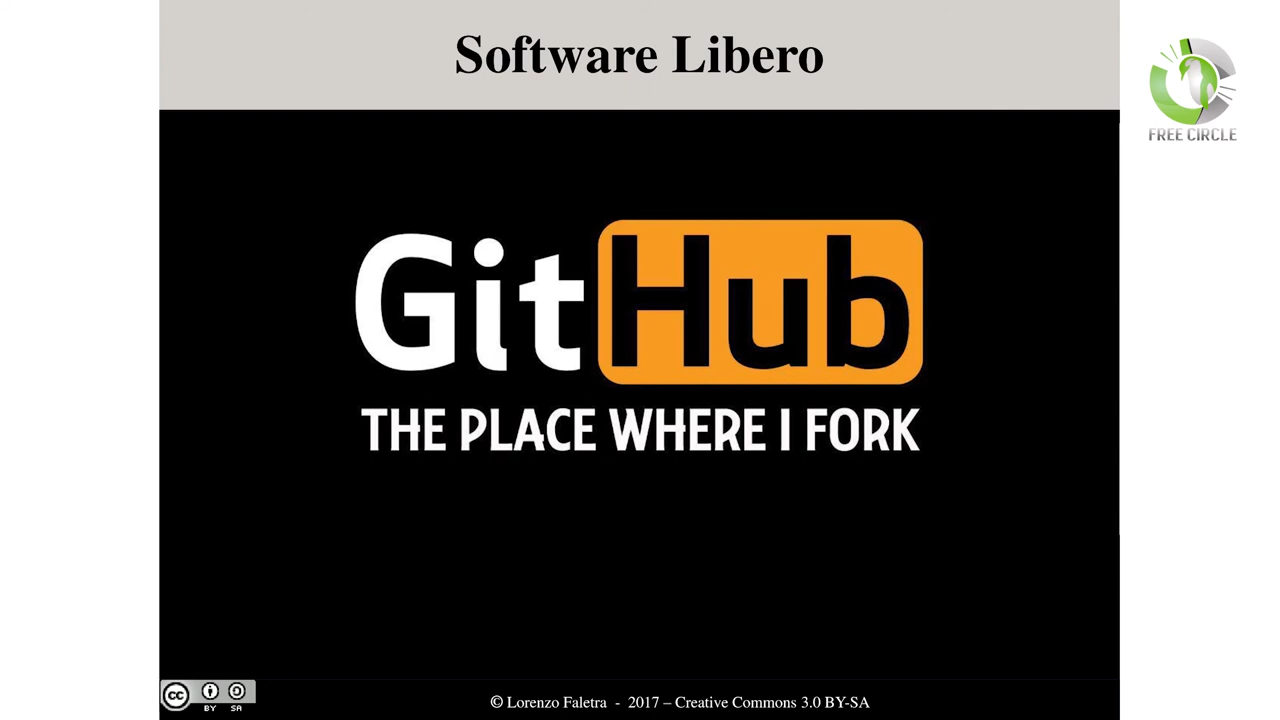 Software Libero
FREE CIRCLE
GitHub
THE PLACE WHERE I FORK
cc BY SA
© Lorenzo Faletra - 2017 – Creative Commons 3.0 BY-SA